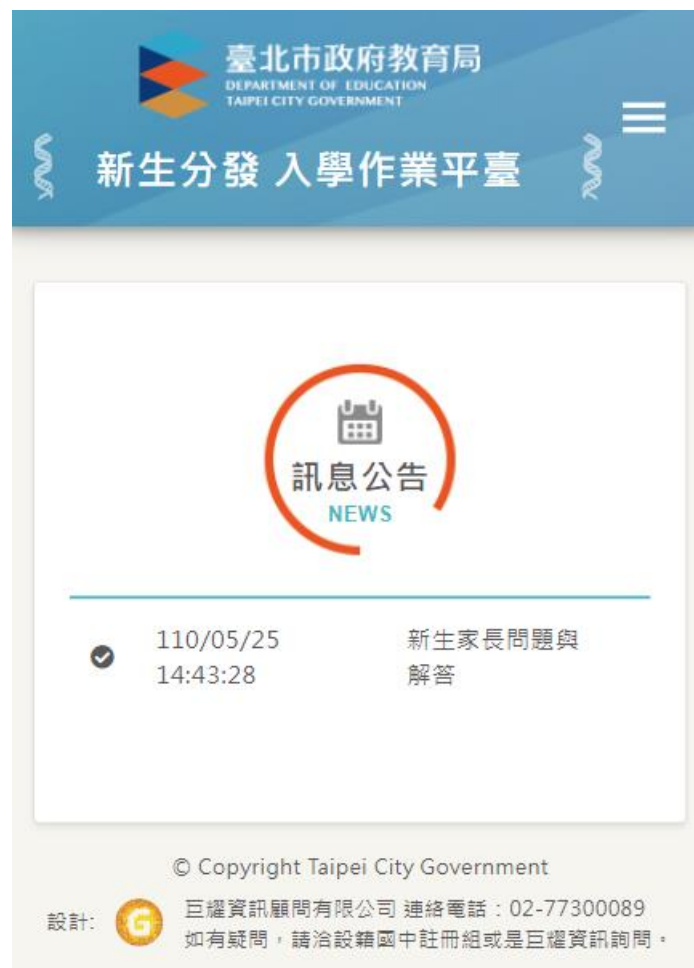 臺北市政府教育局
DEPARTMENT OF EDUCATION
TAIPEI CITY GOVERNMENT
新生分發 入學作業平臺
訊息公告
NEWS
110/05/25
14:43:28
新生家長問題與
解答
© Copyright Taipei City Government
設計:
G
巨耀資訊顧問有限公司 連絡電話：02-77300089
如有疑問，請洽設籍國中註冊組或是巨耀資訊詢問。